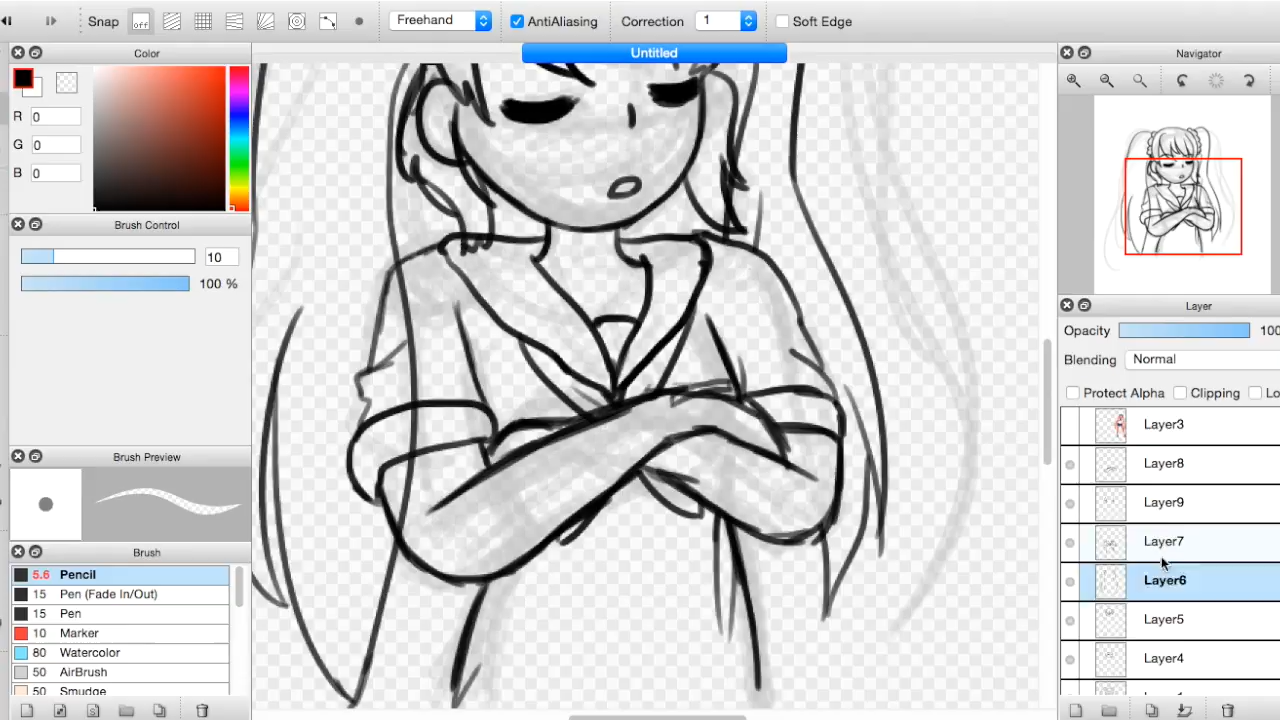 Snap off Freehand AntiAliasing Correction 1 Soft Edge
Color
Untitled
Navigator
R 0
G 0
B 0
Brush Control
10
100 %
Brush Preview
Brush
5.6 Pencil
15 Pen (Fade In/Out)
15 Pen
10 Marker
80 Watercolor
50 AirBrush
50 Smudge
Layer
Opacity 100
Blending Normal
Protect Alpha Clipping Lo
Layer3
Layer8
Layer9
Layer7
Layer6
Layer5
Layer4